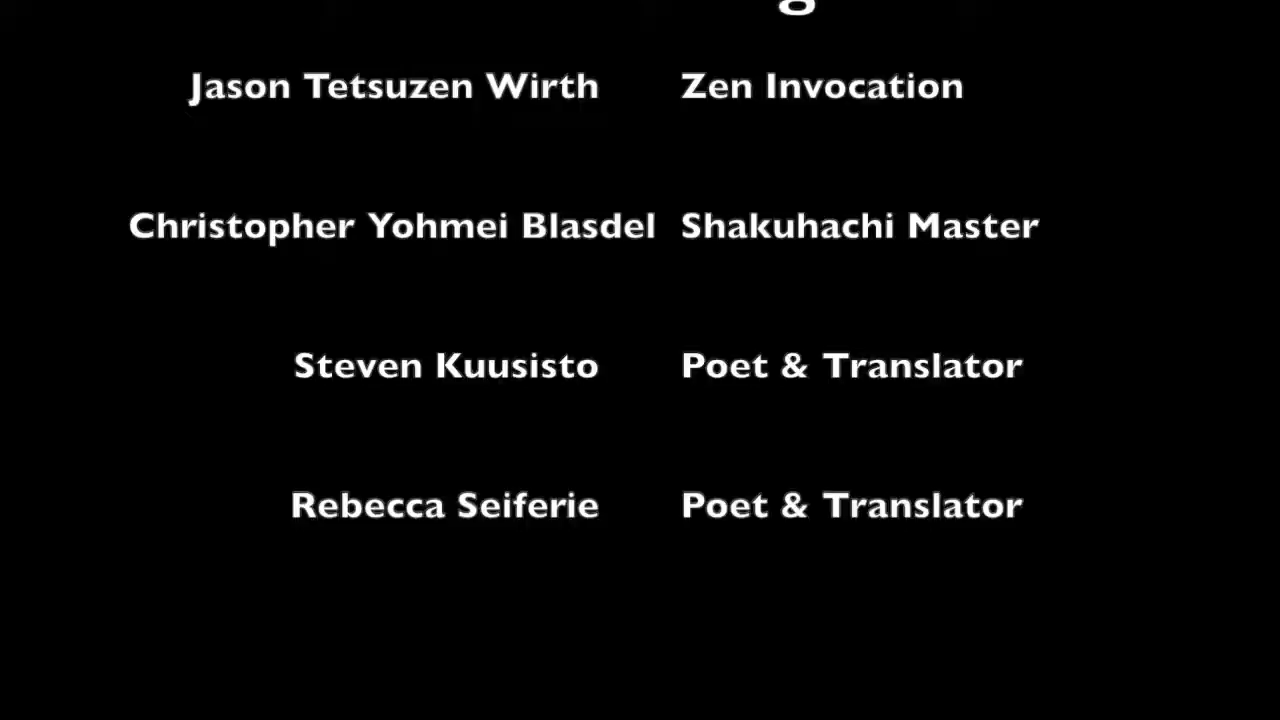 Jason Tetsuzen Wirth Zen Invocation
Christopher Yohmei Blasdel Shakuhachi Master
Steven Kuusisto Poet & Translator
Rebecca Seiferie Poet & Translator